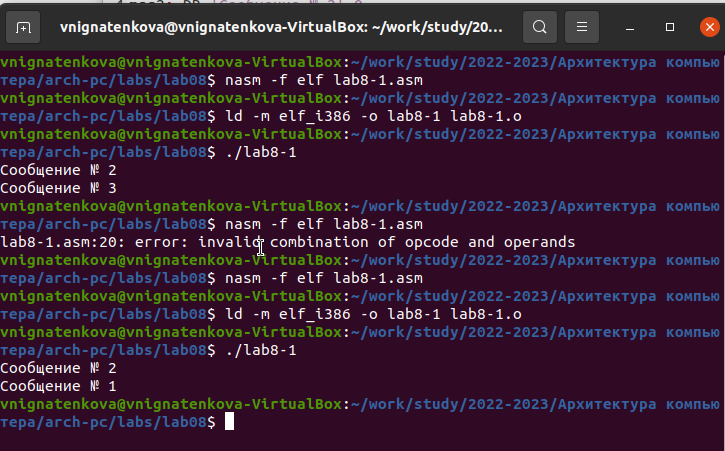 vnignatenkova@vnignatenkova-VirtualBox: ~/work/study/20...
vnignatenkova@vnignatenkova-VirtualBox:~/work/study/2022-2023/Архитектура компью
тера/arch-pc/labs/lab08$ nasm -f elf lab8-1.asm
vnignatenkova@vnignatenkova-VirtualBox:~/work/study/2022-2023/Архитектура компью
тера/arch-pc/labs/lab08$ ld -m elf_i386 -o lab8-1 lab8-1.o
vnignatenkova@vnignatenkova-VirtualBox:~/work/study/2022-2023/Архитектура компью
тера/arch-pc/labs/lab08$ ./lab8-1
Сообщение № 2
Сообщение № 3
vnignatenkova@vnignatenkova-VirtualBox:~/work/study/2022-2023/Архитектура компью
тера/arch-pc/labs/lab08$ nasm -f elf lab8-1.asm
lab8-1.asm:20: error: invalid combination of opcode and operands
vnignatenkova@vnignatenkova-VirtualBox:~/work/study/2022-2023/Архитектура компью
тера/arch-pc/labs/lab08$ nasm -f elf lab8-1.asm
vnignatenkova@vnignatenkova-VirtualBox:~/work/study/2022-2023/Архитектура компью
тера/arch-pc/labs/lab08$ ld -m elf_i386 -o lab8-1 lab8-1.o
vnignatenkova@vnignatenkova-VirtualBox:~/work/study/2022-2023/Архитектура компью
тера/arch-pc/labs/lab08$ ./lab8-1
Сообщение № 2
Сообщение № 1
vnignatenkova@vnignatenkova-VirtualBox:~/work/study/2022-2023/Архитектура компью
тера/arch-pc/labs/lab08$